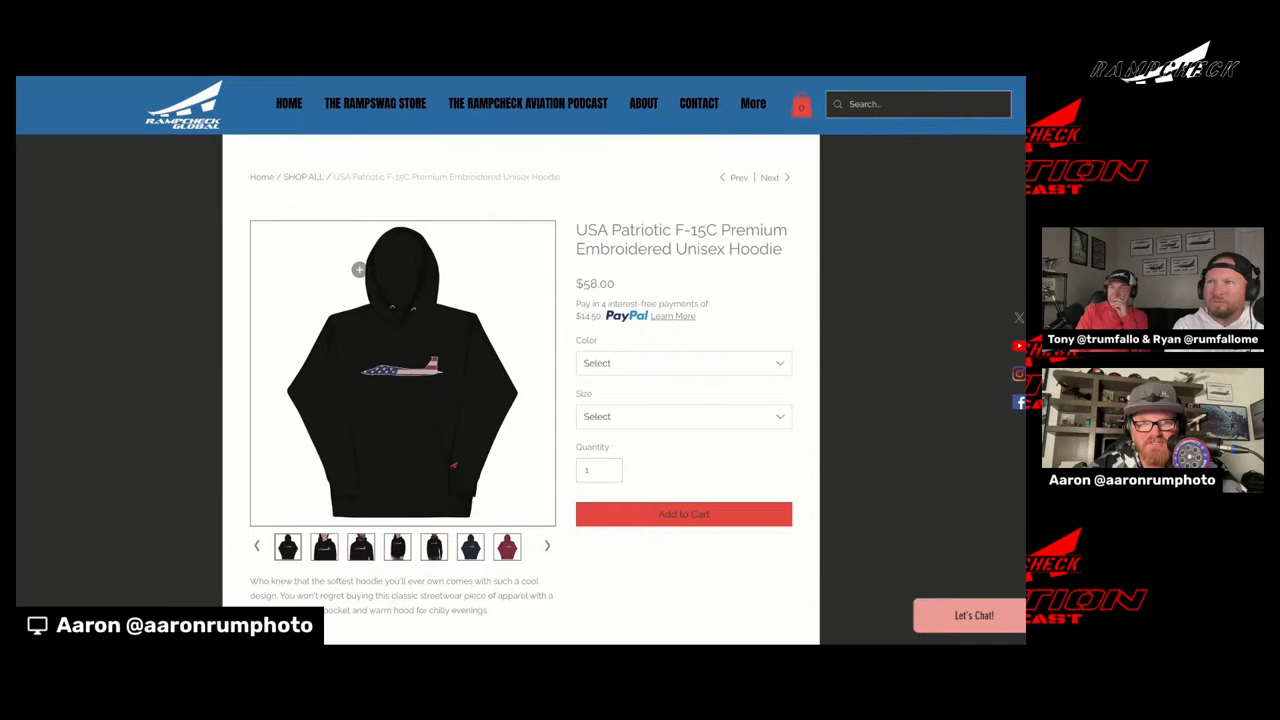 RAMPCHECK
RAMPCHECK
GLOBAL
HOME
THE RAMPSWAG STORE
THE RAMPCHECK AVIATION PODCAST
ABOUT
CONTACT
More
0
Search...
Home / SHOP ALL / USA Patriotic F-15C Premium Embroidered Unisex Hoodie
Prev
Next
USA Patriotic F-15C Premium
Embroidered Unisex Hoodie
$58.00
Pay in 4 interest-free payments of
$14.50. PayPal Learn More
Color
Select
Size
Select
Quantity
1
Add to Cart
Who knew that the softest hoodie you'll ever own comes with such a cool
design. You won't regret buying this classic streetwear piece of apparel with a
pocket and warm hood for chilly evenings.
Let's Chat!
Aaron @aaronrumphoto
Tony @trumfallo & Ryan @rumfallome
Aaron @aaronrumphoto